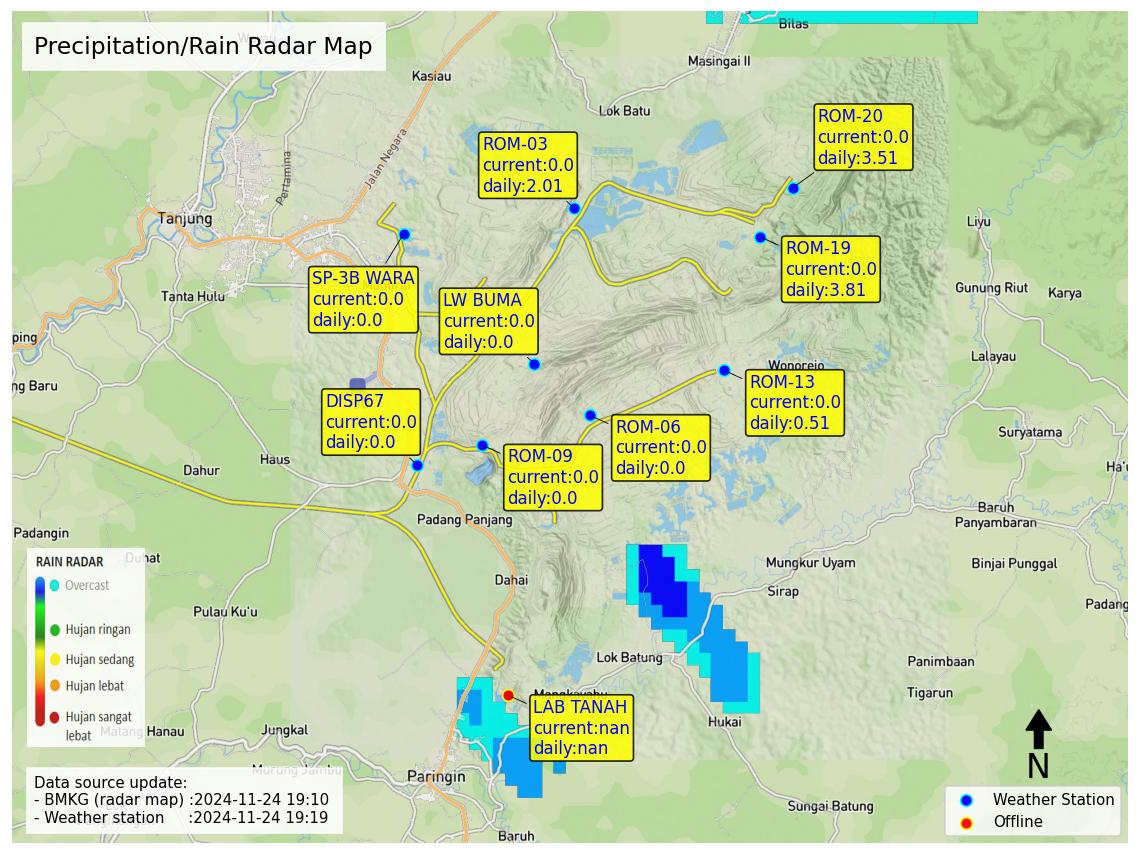 Precipitation/Rain Radar Map
Bilas
Masingai II
Kasiau
Lok Batu
Jalan Negara
Pertamina
Tanjung
Tanta Hulu
ROM-03
current:0.0
daily:2.01
ROM-20
current:0.0
daily:3.51
ROM-19
current:0.0
daily:3.81
SP-3B WARA
current:0.0
daily:0.0
LW BUMA
current:0.0
daily:0.0
Liyu
Gunung Riut
Karya
Lalayau
ping
ng Baru
Wonorejo
ROM-13
current:0.0
daily:0.51
DISP67
current:0.0
daily:0.0
ROM-06
current:0.0
daily:0.0
ROM-09
current:0.0
daily:0.0
Suryatama
Ha'u
Haus
Dahur
Padang Panjang
Baruh
Panyambaran
Padangin
Duhat
Dahai
Mungkur Uyam
Binjai Punggal
Sirap
Padang
Pulau Ku'u
RAIN RADAR
Overcast
Hujan ringan
Hujan sedang
Hujan lebat
Hujan sangat
lebat
Lok Batung
Panimbaan
Tigarun
Mangkayahu
LAB TANAH
current:nan
daily:nan
Hukai
Matang Hanau
Jungkal
Murung Jambu
Paringin
Sungai Batung
Baruh
N
Data source update:
- BMKG (radar map) :2024-11-24 19:10
- Weather station :2024-11-24 19:19
Weather Station
Offline